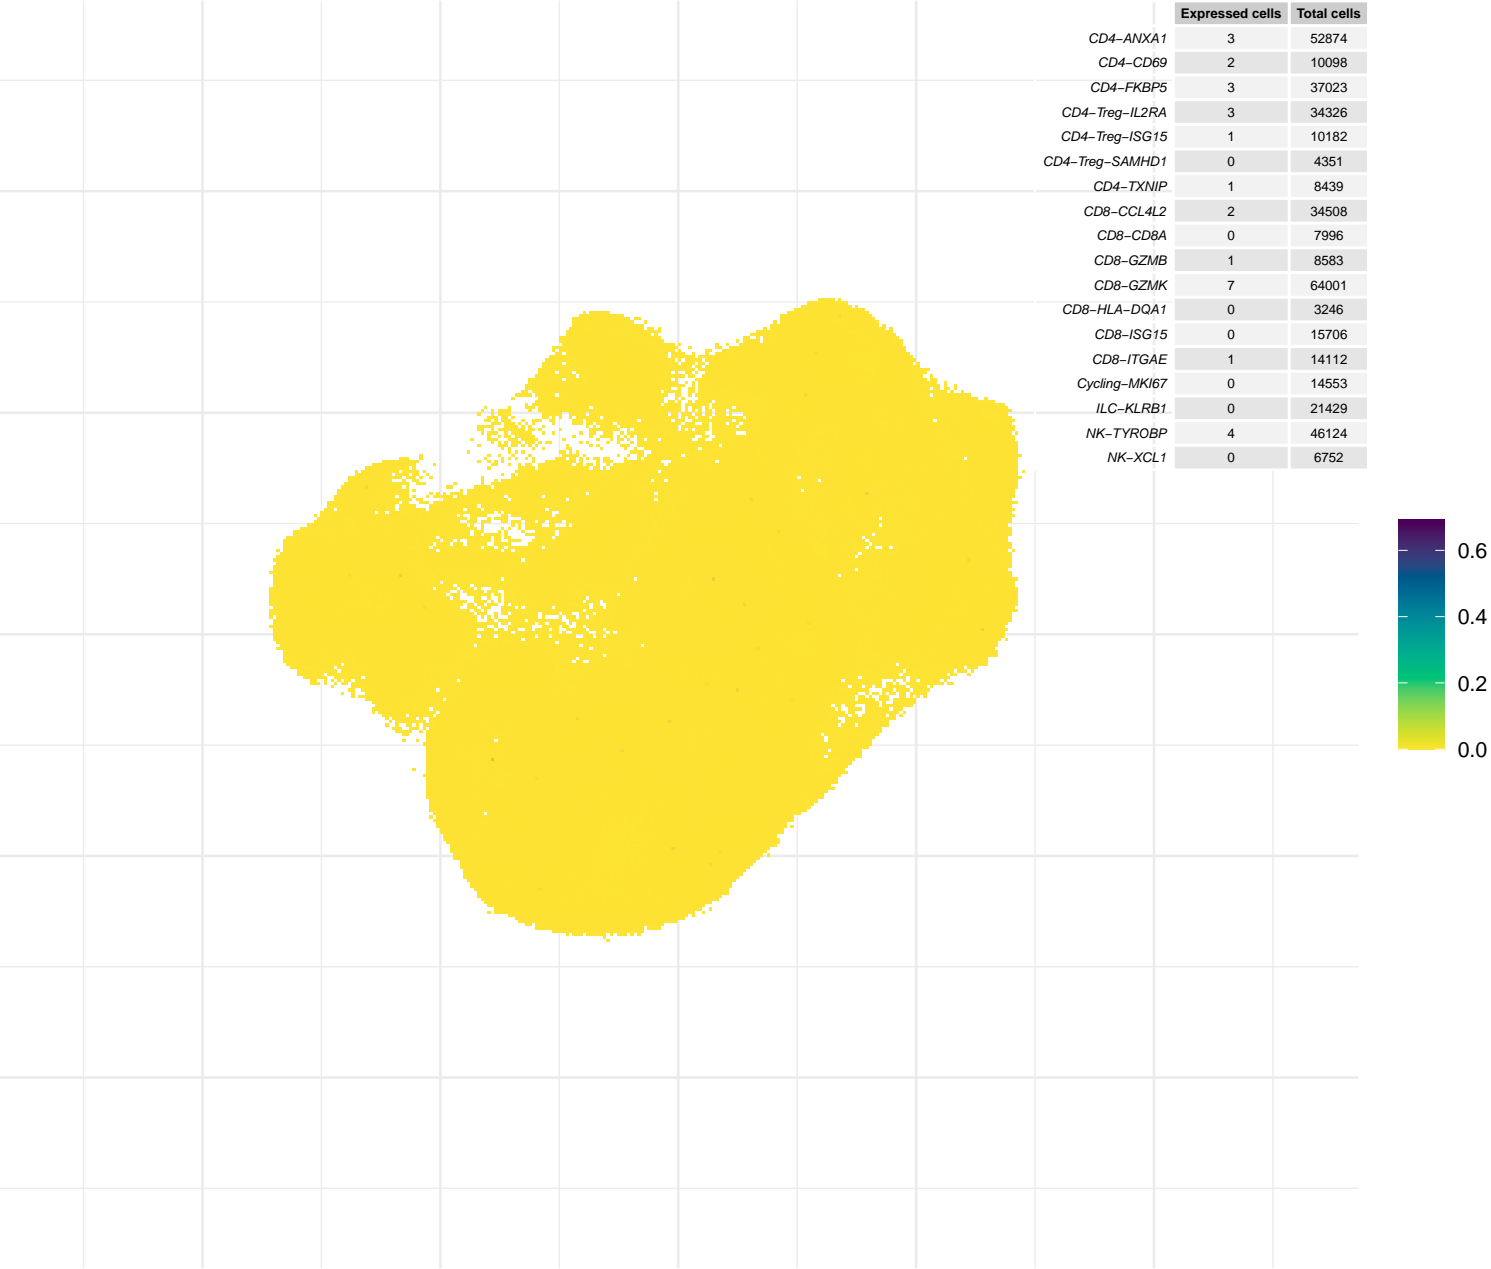 Expressed cells Total cells
CD4−ANXA1 3 52874
CD4−CD69 2 10098
CD4−FKBP5 3 37023
CD4−Treg−IL2RA 3 34326
CD4−Treg−ISG15 1 10182
CD4−Treg−SAMHD1 0 4351
CD4−TXNIP 1 8439
CD8−CCL4L2 2 34508
CD8−CD8A 0 7996
CD8−GZMB 1 8583
CD8−GZMK 7 64001
CD8−HLA−DQA1 0 3246
CD8−ISG15 0 15706
CD8−ITGAE 1 14112
Cycling−MKI67 0 14553
ILC−KLRB1 0 21429
NK−TYROBP 4 46124
NK−XCL1 0 6752
0.6
0.4
0.2
0.0